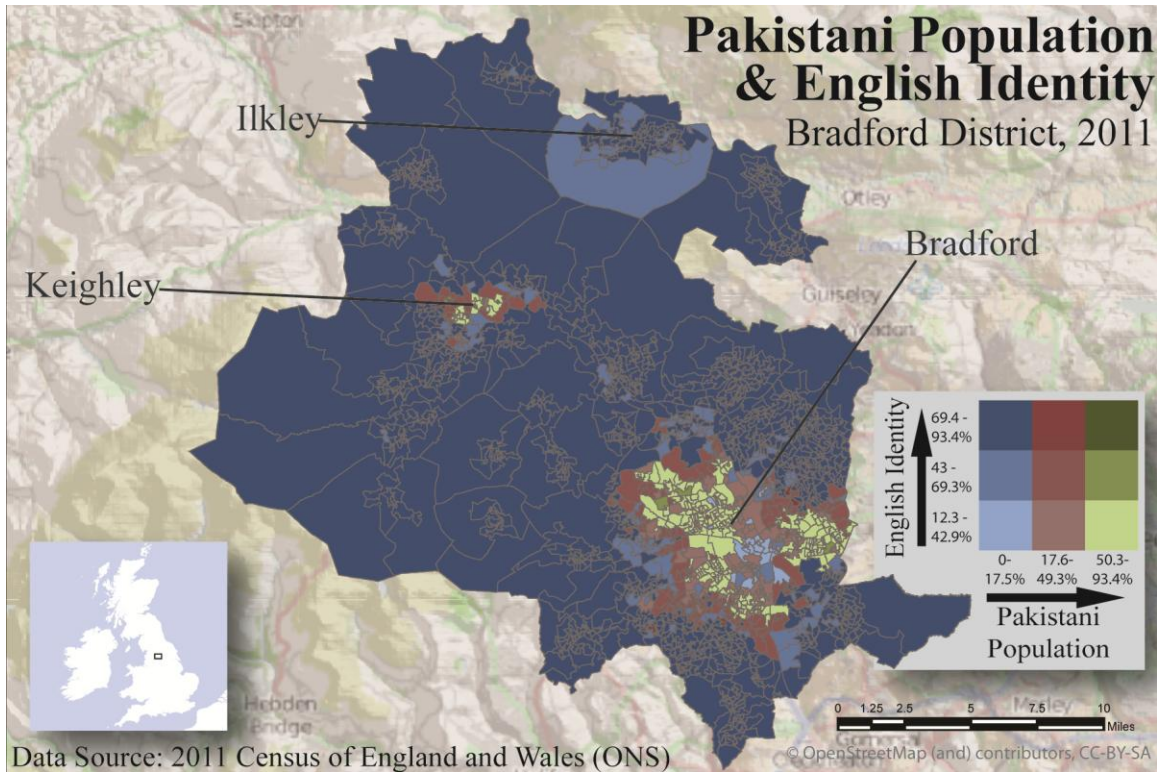 Pakistani Population
& English Identity
Bradford District, 2011
Skipton
Ilkley
Otley
Bradford
Keighley
Guiseley
Yeadon
English Identity
69.4 -
93.4%
43 -
69.3%
12.3 -
42.9%
0-
17.5%
17.6-
49.3%
50.3-
93.4%
Pakistani
Population
Hebden
Bridge
Morley
0 1.25 2.5 5 7.5 10
Miles
Data Source: 2011 Census of England and Wales (ONS)
© OpenStreetMap (and) contributors, CC-BY-SA